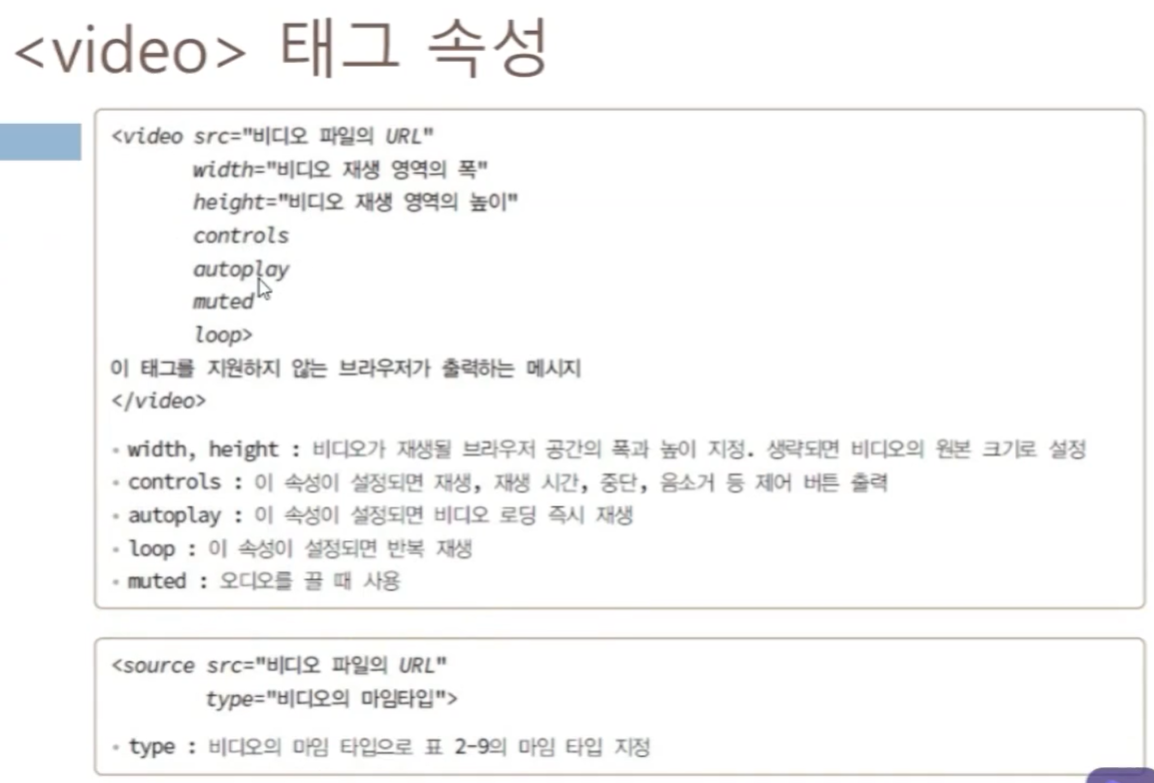 <video> 태그 속성
<video src="비디오 파일의 URL"
width="비디오 재생 영역의 폭"
height="비디오 재생 영역의 높이"
controls
autoplay
muted
loop>
이 태그를 지원하지 않는 브라우저가 출력하는 메시지
</video>
• width, height : 비디오가 재생될 브라우저 공간의 폭과 높이 지정. 생략되면 비디오의 원본 크기로 설정
• controls : 이 속성이 설정되면 재생, 재생 시간, 중단, 음소거 등 제어 버튼 출력
• autoplay : 이 속성이 설정되면 비디오 로딩 즉시 재생
• loop : 이 속성이 설정되면 반복 재생
• muted : 오디오를 끌 때 사용
<source src="비디오 파일의 URL"
type="비디오의 마임타입">
• type : 비디오의 마임 타입으로 표 2-9의 마임 타입 지정